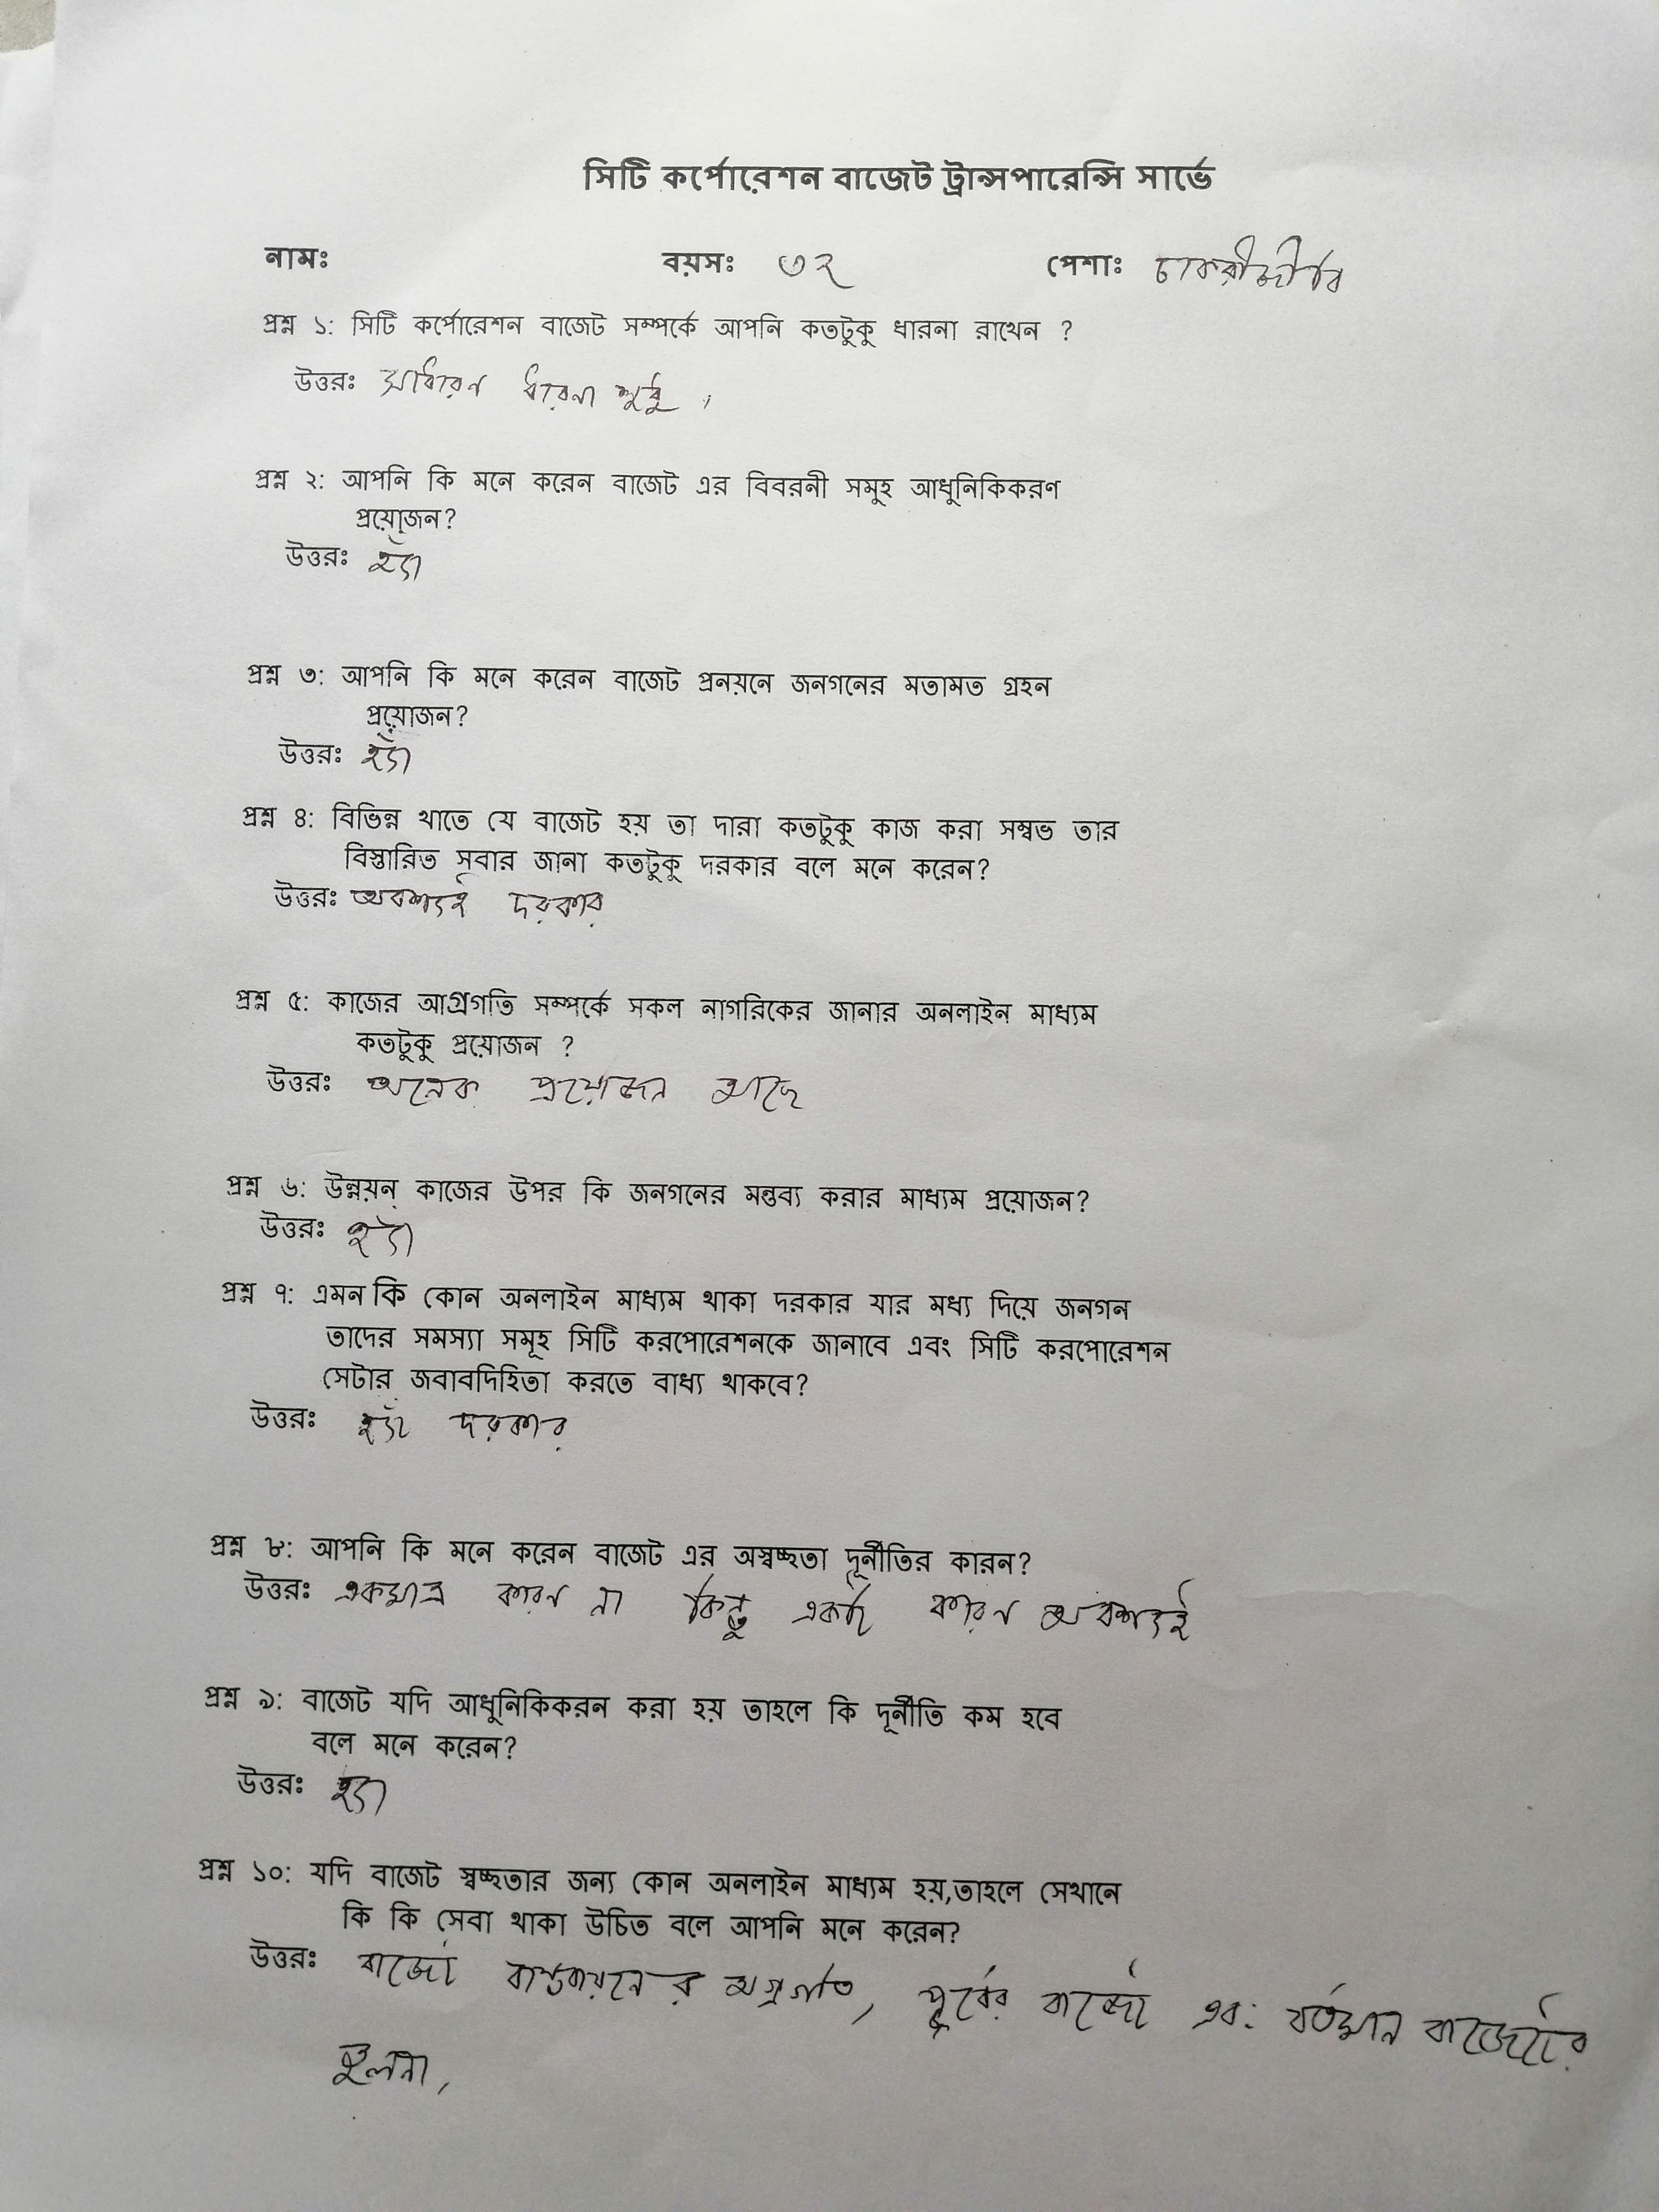 সিটি কর্পোরেশন বাজেট ট্রান্সপারেন্সি সার্ভে
নামঃ বয়সঃ ৩২ পেশাঃ চাকরীজীবি
প্রশ্ন ১: সিটি কর্পোরেশন বাজেট সম্পর্কে আপনি কতটুকু ধারনা রাখেন ?
উত্তরঃ সাধারন ধারনা শুধু ।
প্রশ্ন ২: আপনি কি মনে করেন বাজেট এর বিবরনী সমুহ আধুনিকিকরণ
প্রয়োজন?
উত্তরঃ হ্যাঁ
প্রশ্ন ৩: আপনি কি মনে করেন বাজেট প্রনয়নে জনগনের মতামত গ্রহন
প্রয়োজন?
উত্তরঃ হ্যাঁ
প্রশ্ন ৪: বিভিন্ন খাতে যে বাজেট হয় তা দারা কতটুকু কাজ করা সম্বভ তার
বিস্তারিত সবার জানা কতটুকু দরকার বলে মনে করেন?
উত্তরঃ অবশ্যই দরকার
প্রশ্ন ৫: কাজের আগ্রগতি সম্পর্কে সকল নাগরিকের জানার অনলাইন মাধ্যম
কতটুকু প্রয়োজন ?
উত্তরঃ অনেক প্রয়োজন আছে
প্রশ্ন ৬: উন্নয়ন কাজের উপর কি জনগনের মন্তব্য করার মাধ্যম প্রয়োজন?
উত্তরঃ হ্যাঁ
প্রশ্ন ৭: এমন কি কোন অনলাইন মাধ্যম থাকা দরকার যার মধ্য দিয়ে জনগন
তাদের সমস্যা সমূহ সিটি করপোরেশনকে জানাবে এবং সিটি করপোরেশন
সেটার জবাবদিহিতা করতে বাধ্য থাকবে?
উত্তরঃ হ্যাঁ দরকার
প্রশ্ন ৮: আপনি কি মনে করেন বাজেট এর অস্বচ্ছতা দূর্নীতির কারন?
উত্তরঃ একমাত্র কারন না কিন্তু একটি কারন অবশ্যই
প্রশ্ন ৯: বাজেট যদি আধুনিকিকরন করা হয় তাহলে কি দূর্নীতি কম হবে
বলে মনে করেন?
উত্তরঃ হ্যা
প্রশ্ন ১০: যদি বাজেট স্বচ্ছতার জন্য কোন অনলাইন মাধ্যম হয়,তাহলে সেখানে
কি কি সেবা থাকা উচিত বলে আপনি মনে করেন?
উত্তরঃ বাজেট বাস্তবায়নের অগ্রগতি, পূর্বের বাজেট এবং বর্তমান বাজেটের
তুলনা,